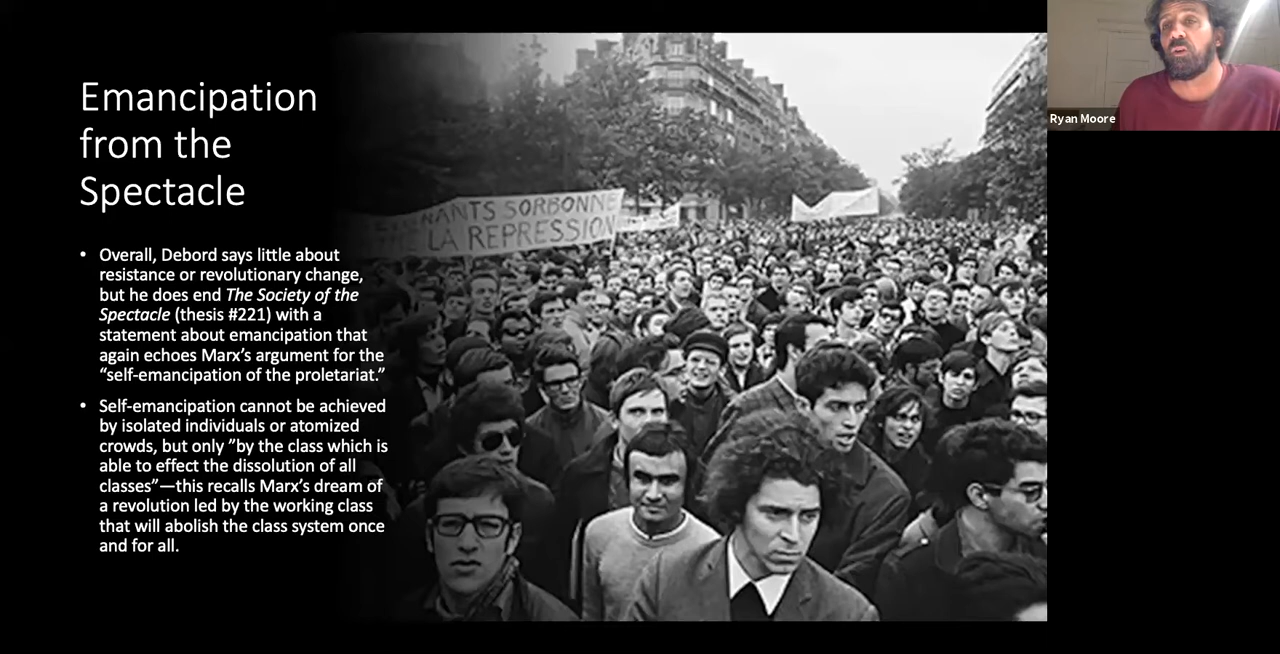 Emancipation
from the
Spectacle
• Overall, Debord says little about
resistance or revolutionary change,
but he does end The Society of the
Spectacle (thesis #221) with a
statement about emancipation that
again echoes Marx’s argument for the
“self-emancipation of the proletariat.”
• Self-emancipation cannot be achieved
by isolated individuals or atomized
crowds, but only ”by the class which is
able to effect the dissolution of all
classes”—this recalls Marx’s dream of
a revolution led by the working class
that will abolish the class system once
and for all.
RANTS SORBONNE
LA REPRESSION
Ryan Moore